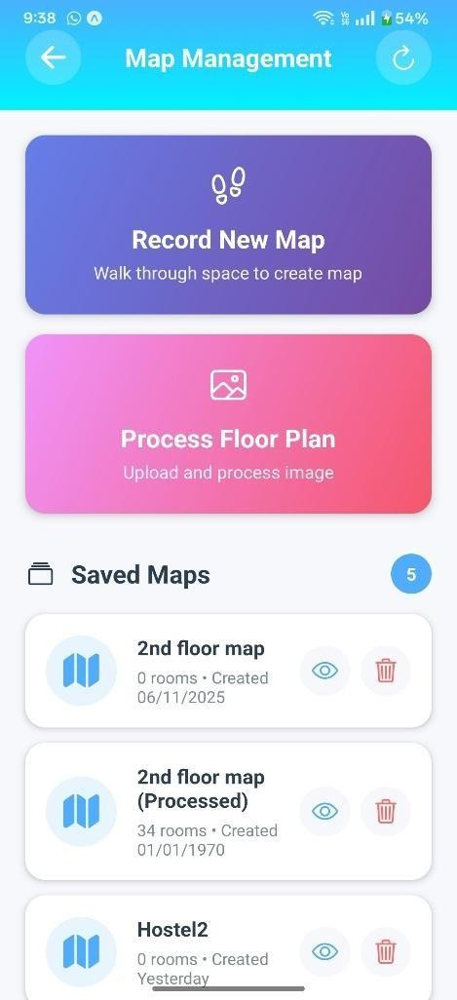 9:38 54%
Map Management
Record New Map
Walk through space to create map
Process Floor Plan
Upload and process image
Saved Maps 5
2nd floor map
0 rooms • Created
06/11/2025
2nd floor map
(Processed)
34 rooms • Created
01/01/1970
Hostel2
0 rooms • Created
Yesterday